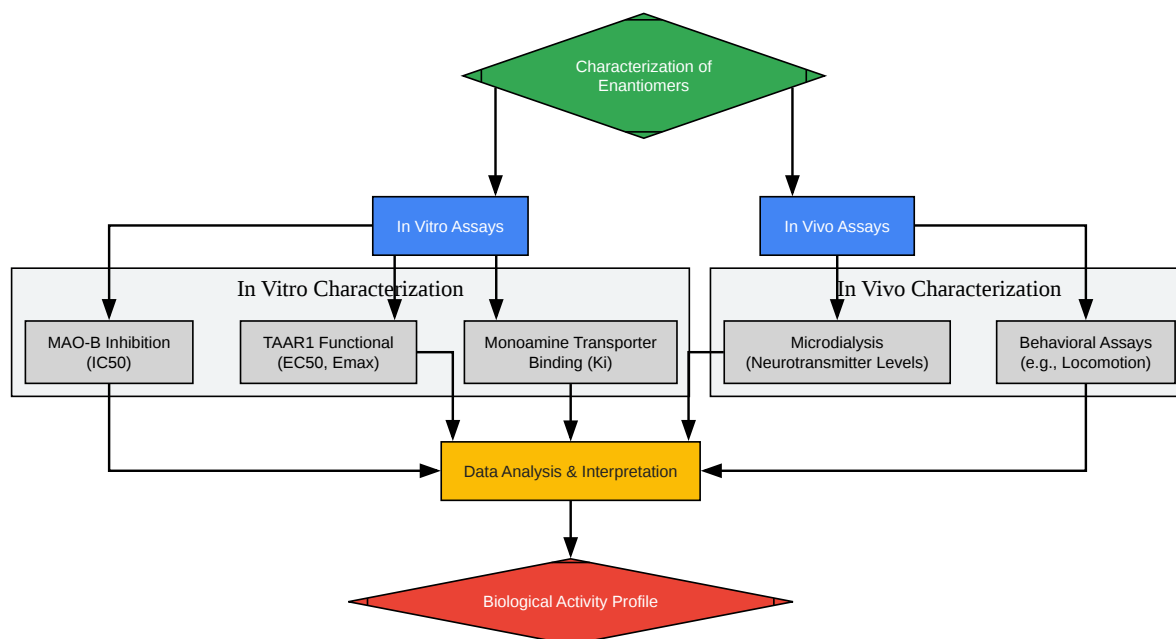 Characterization of
Enantiomers
In Vitro Assays
In Vivo Assays
In Vitro Characterization
In Vivo Characterization
MAO-B Inhibition
(IC50)
TAAR1 Functional
(EC50, Emax)
Monoamine Transporter
Binding (Ki)
Microdialysis
(Neurotransmitter Levels)
Behavioral Assays
(e.g., Locomotion)
Data Analysis & Interpretation
Biological Activity Profile